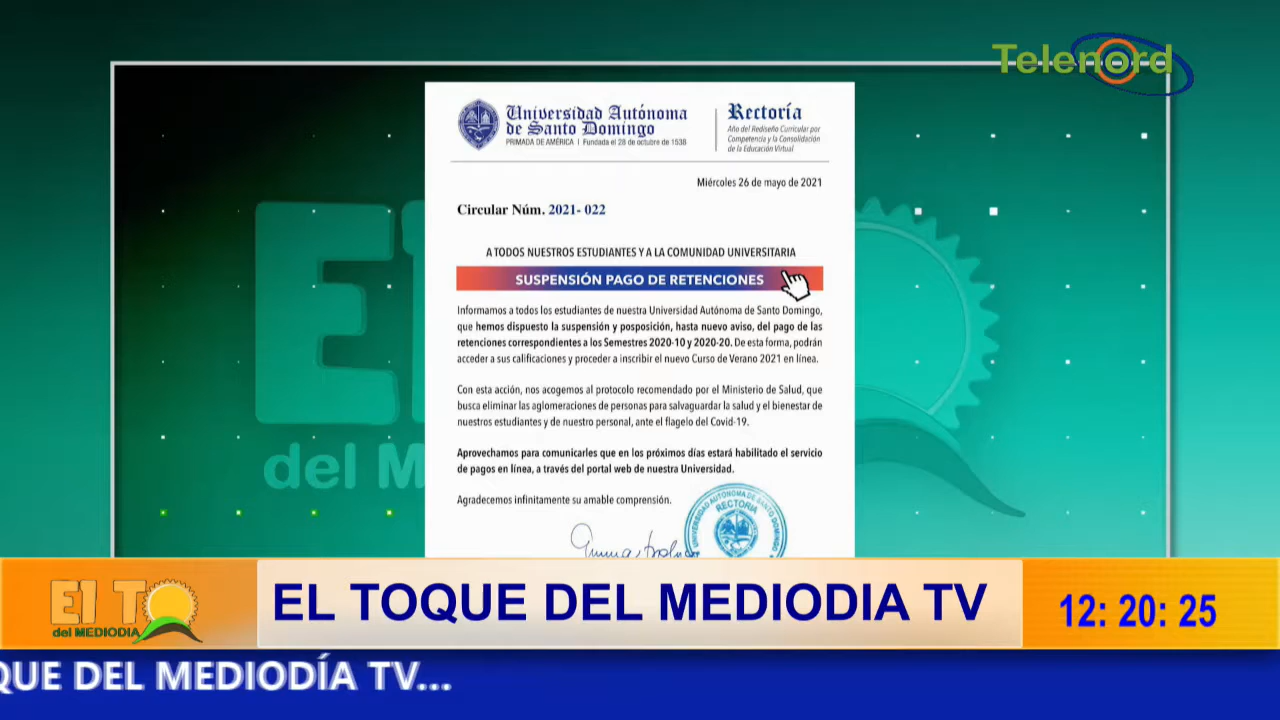 Telenord
Universidad Autónoma
de Santo Domingo
PRIMADA DE AMÉRICA | Fundada el 28 de octubre de 1538
Rectoría
Año del Rediseño Curricular por
Competencia y la Consolidación
de la Educación Virtual
Miércoles 26 de mayo de 2021
Circular Núm. 2021- 022
A TODOS NUESTROS ESTUDIANTES Y A LA COMUNIDAD UNIVERSITARIA
SUSPENSIÓN PAGO DE RETENCIONES
Informamos a todos los estudiantes de nuestra Universidad Autónoma de Santo Domingo,
que hemos dispuesto la suspensión y posposición, hasta nuevo aviso, del pago de las
retenciones correspondientes a los Semestres 2020-10 y 2020-20. De esta forma, podrán
acceder a sus calificaciones y proceder a inscribir el nuevo Curso de Verano 2021 en línea.
Con esta acción, nos acogemos al protocolo recomendado por el Ministerio de Salud, que
busca eliminar las aglomeraciones de personas para salvaguardar la salud y el bienestar de
nuestros estudiantes y de nuestro personal, ante el flagelo del Covid-19.
Aprovechamos para comunicarles que en los próximos días estará habilitado el servicio
de pagos en línea, a través del portal web de nuestra Universidad.
Agradecemos infinitamente su amable comprensión.
UNIVERSIDAD AUTÓNOMA DE SANTO DOMINGO
RECTORIA
El T
del M
El TO
del MEDIODIA
EL TOQUE DEL MEDIODIA TV
12: 20: 25
QUE DEL MEDIODÍA TV...